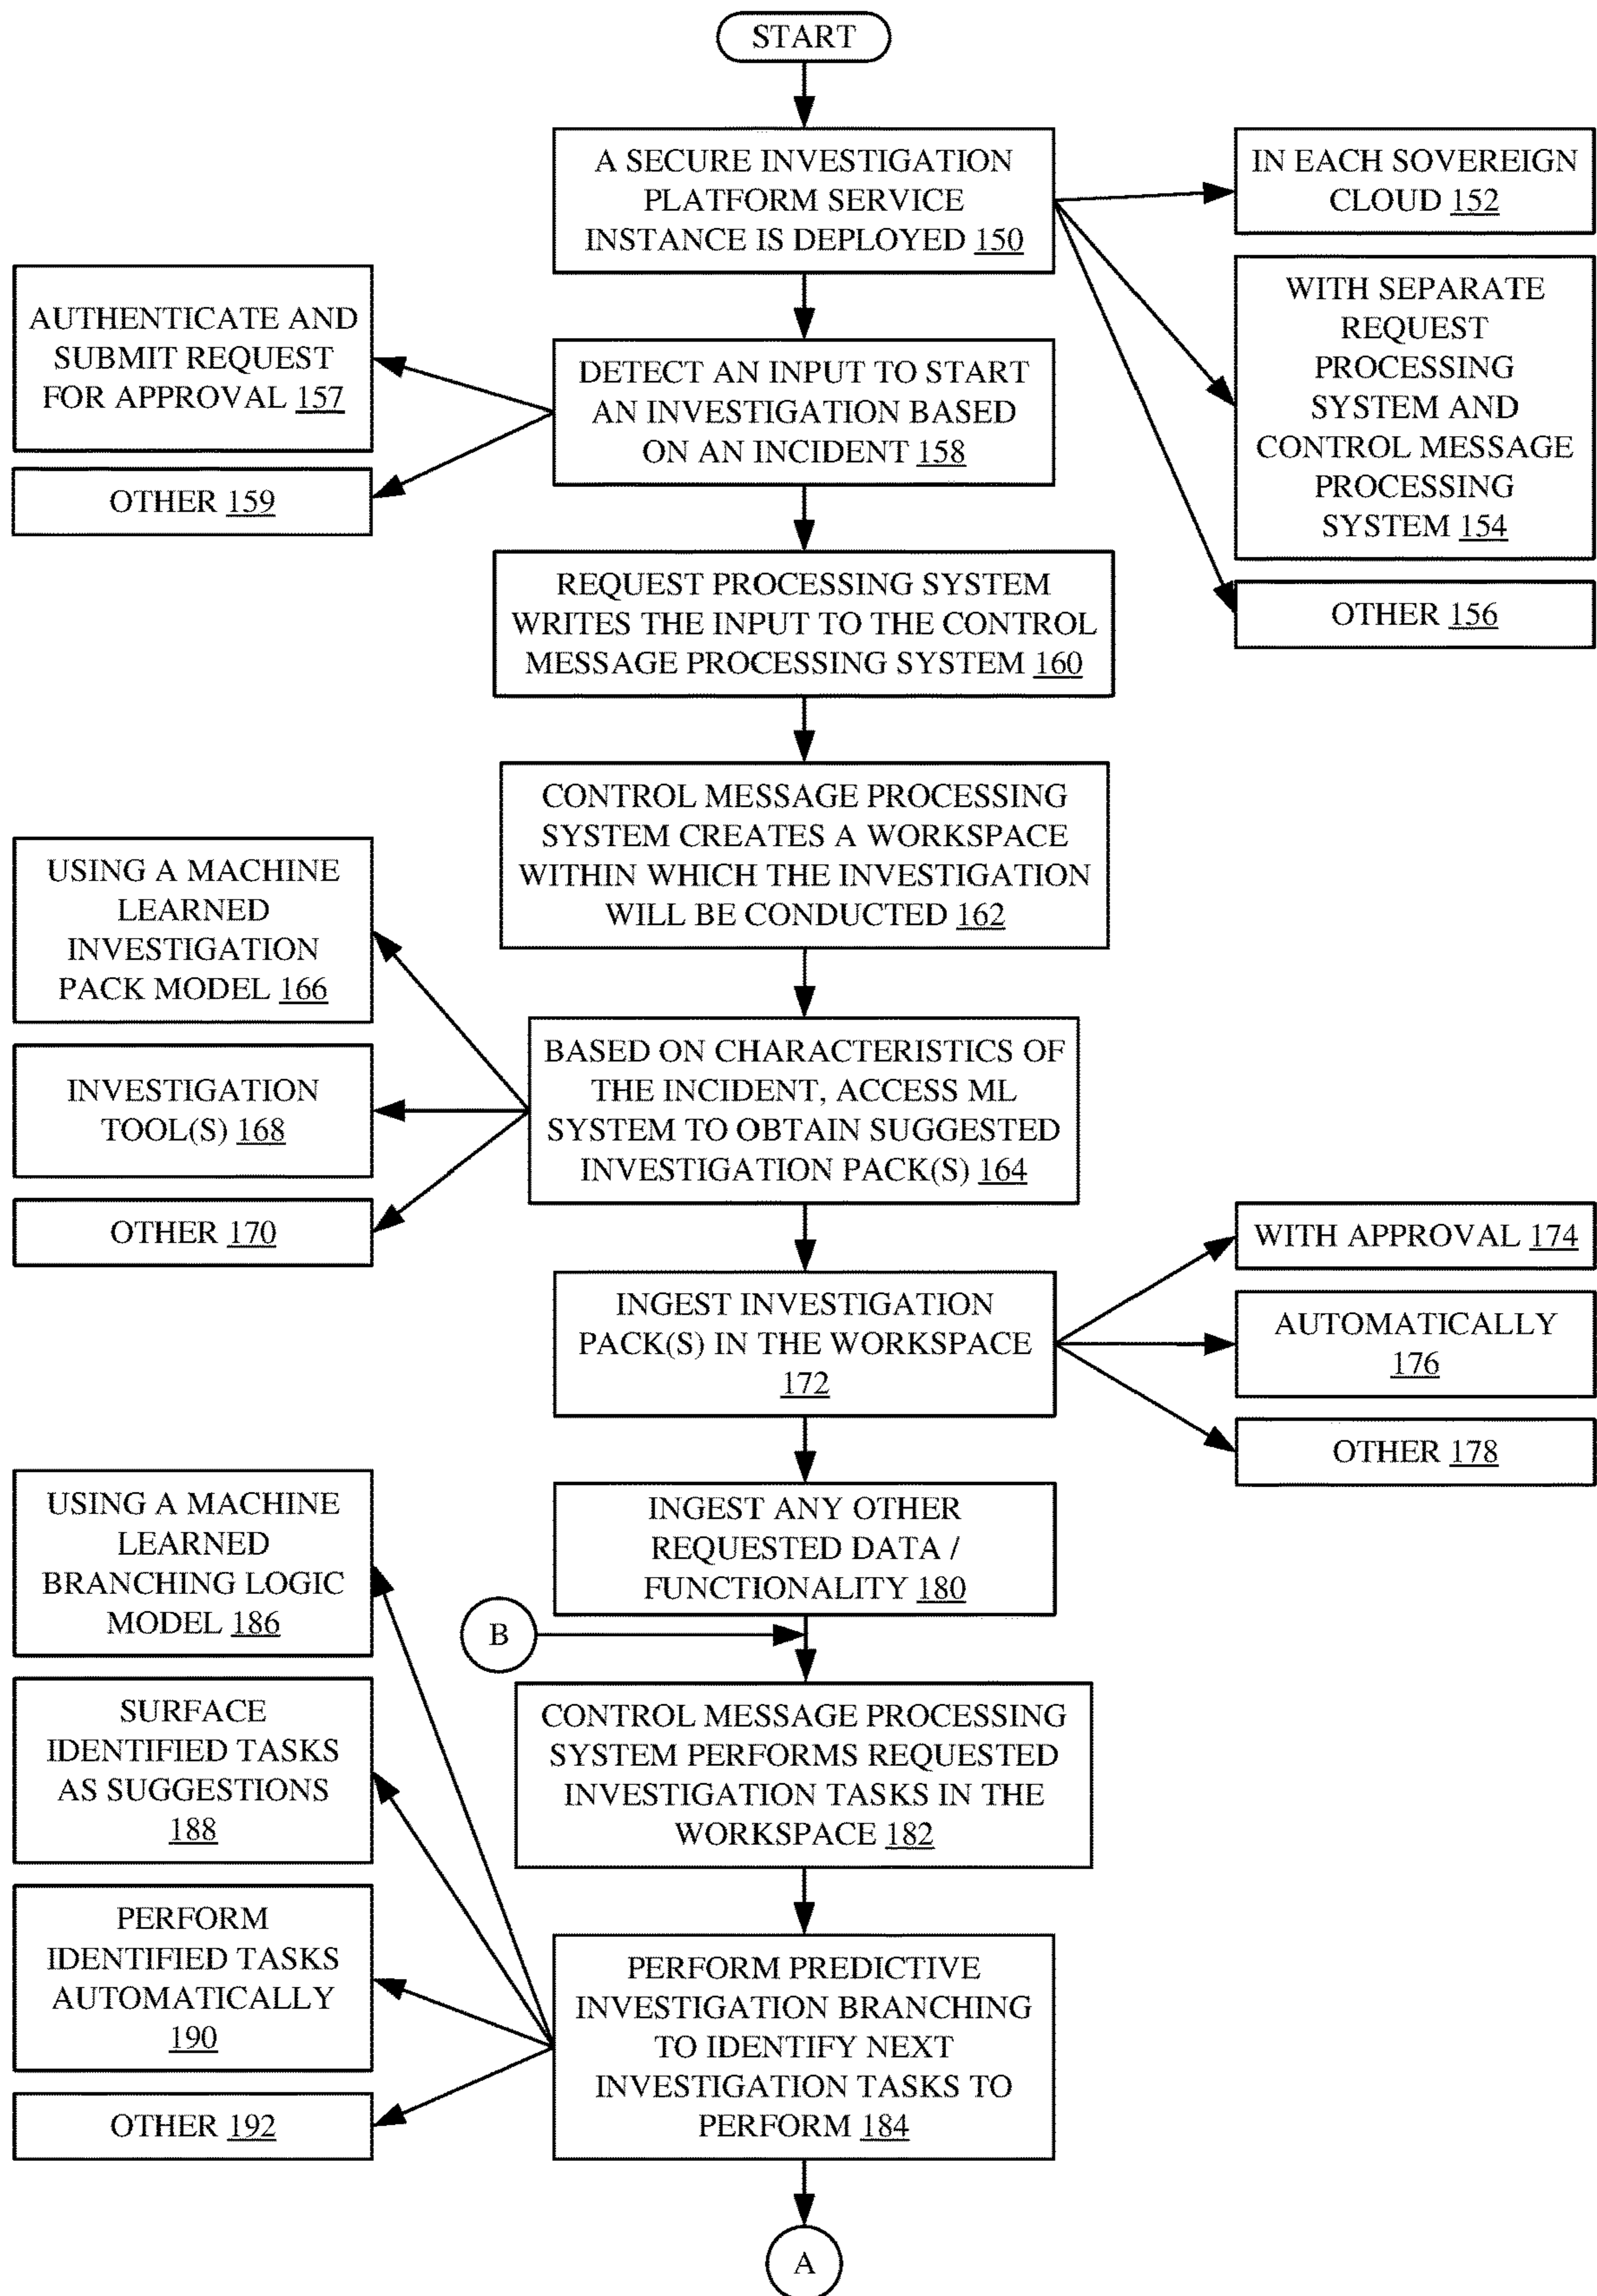 START
A SECURE INVESTIGATION
PLATFORM SERVICE
INSTANCE IS DEPLOYED 150
IN EACH SOVEREIGN
CLOUD 152
WITH SEPARATE
REQUEST
PROCESSING
SYSTEM AND
CONTROL MESSAGE
PROCESSING
SYSTEM 154
OTHER 156
DETECT AN INPUT TO START
AN INVESTIGATION BASED
ON AN INCIDENT 158
AUTHENTICATE AND
SUBMIT REQUEST
FOR APPROVAL 157
OTHER 159
REQUEST PROCESSING SYSTEM
WRITES THE INPUT TO THE CONTROL
MESSAGE PROCESSING SYSTEM 160
CONTROL MESSAGE PROCESSING
SYSTEM CREATES A WORKSPACE
WITHIN WHICH THE INVESTIGATION
WILL BE CONDUCTED 162
BASED ON CHARACTERISTICS OF
THE INCIDENT, ACCESS ML
SYSTEM TO OBTAIN SUGGESTED
INVESTIGATION PACK(S) 164
USING A MACHINE
LEARNED
INVESTIGATION
PACK MODEL 166
INVESTIGATION
TOOL(S) 168
OTHER 170
INGEST INVESTIGATION
PACK(S) IN THE WORKSPACE
172
WITH APPROVAL 174
AUTOMATICALLY
176
OTHER 178
INGEST ANY OTHER
REQUESTED DATA /
FUNCTIONALITY 180
B
CONTROL MESSAGE PROCESSING
SYSTEM PERFORMS REQUESTED
INVESTIGATION TASKS IN THE
WORKSPACE 182
PERFORM PREDICTIVE
INVESTIGATION BRANCHING
TO IDENTIFY NEXT
INVESTIGATION TASKS TO
PERFORM 184
USING A MACHINE
LEARNED
BRANCHING LOGIC
MODEL 186
SURFACE
IDENTIFIED TASKS
AS SUGGESTIONS
188
PERFORM
IDENTIFIED TASKS
AUTOMATICALLY
190
OTHER 192
A